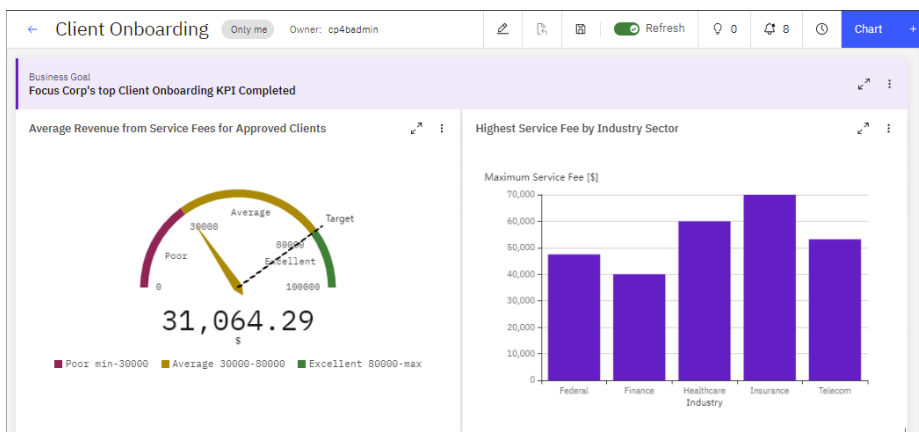 Client Onboarding Only me Owner: cp4badmin Refresh 0 8 Chart +
Business Goal
Focus Corp's top Client Onboarding KPI Completed
Average Revenue from Service Fees for Approved Clients
Average
Target
30000
80000
Poor
Excellent
0
100000
31,064.29
$
Poor min-30000 Average 30000-80000 Excellent 80000-max
Highest Service Fee by Industry Sector
Maximum Service Fee [$]
70,000
60,000
50,000
40,000
30,000
20,000
10,000
0
Federal Finance Healthcare Insurance Telecom
Industry